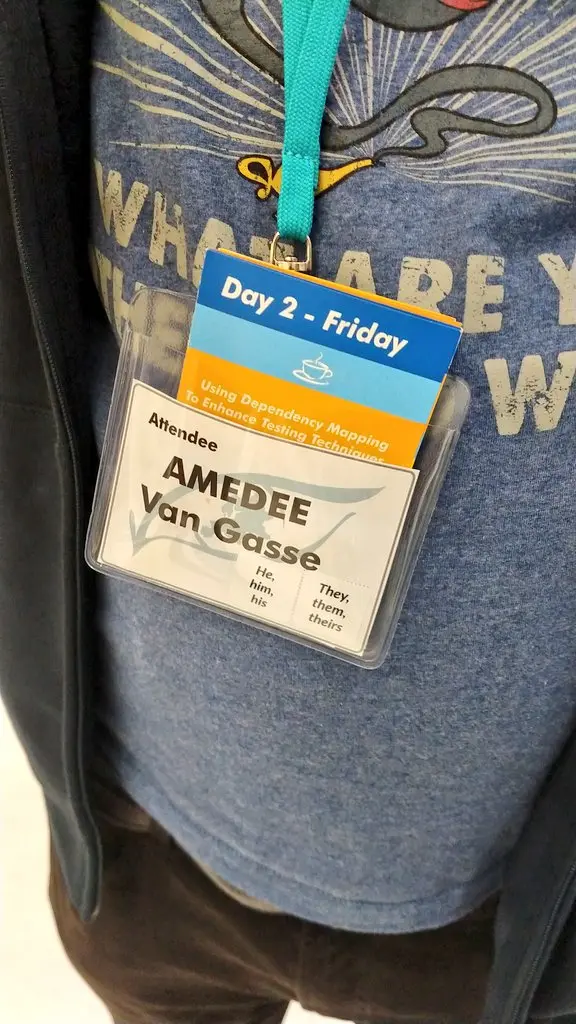 WHAT ARE Y
THE W
Day 2 - Friday
Using Dependency Mapping
To Enhance Testing Techniques
Attendee
AMEDEE
Van Gasse
He,
him,
his
They,
them,
theirs